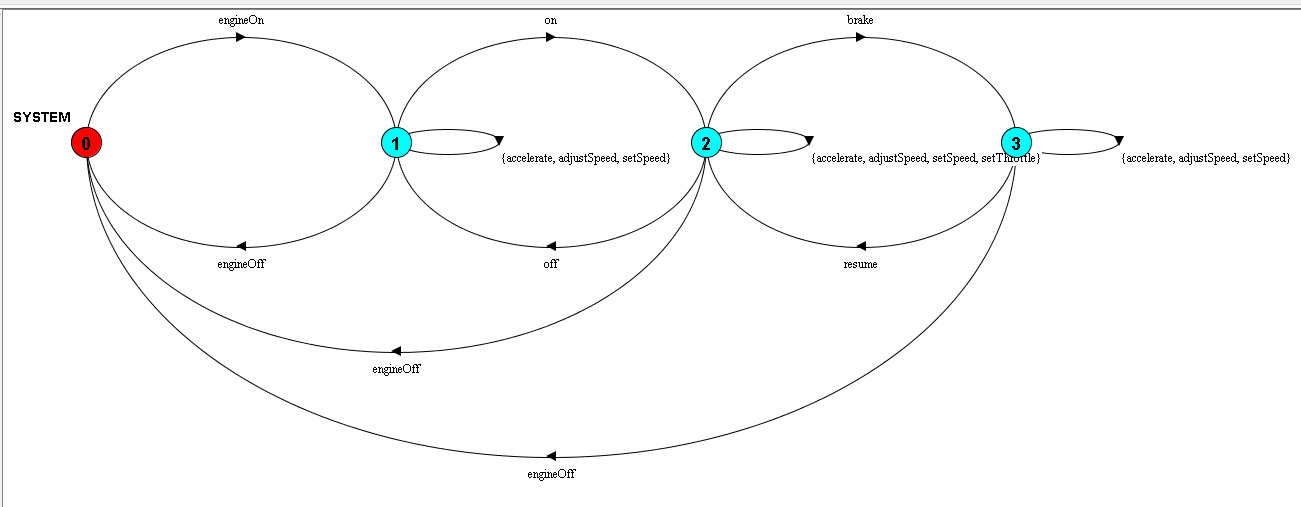 engineOn
on
brake
SYSTEM
0
1
2
3
{accelerate, adjustSpeed, setSpeed}
{accelerate, adjustSpeed, setSpeed, setThrottle}
{accelerate, adjustSpeed, setSpeed}
engineOff
off
resume
engineOff
engineOff